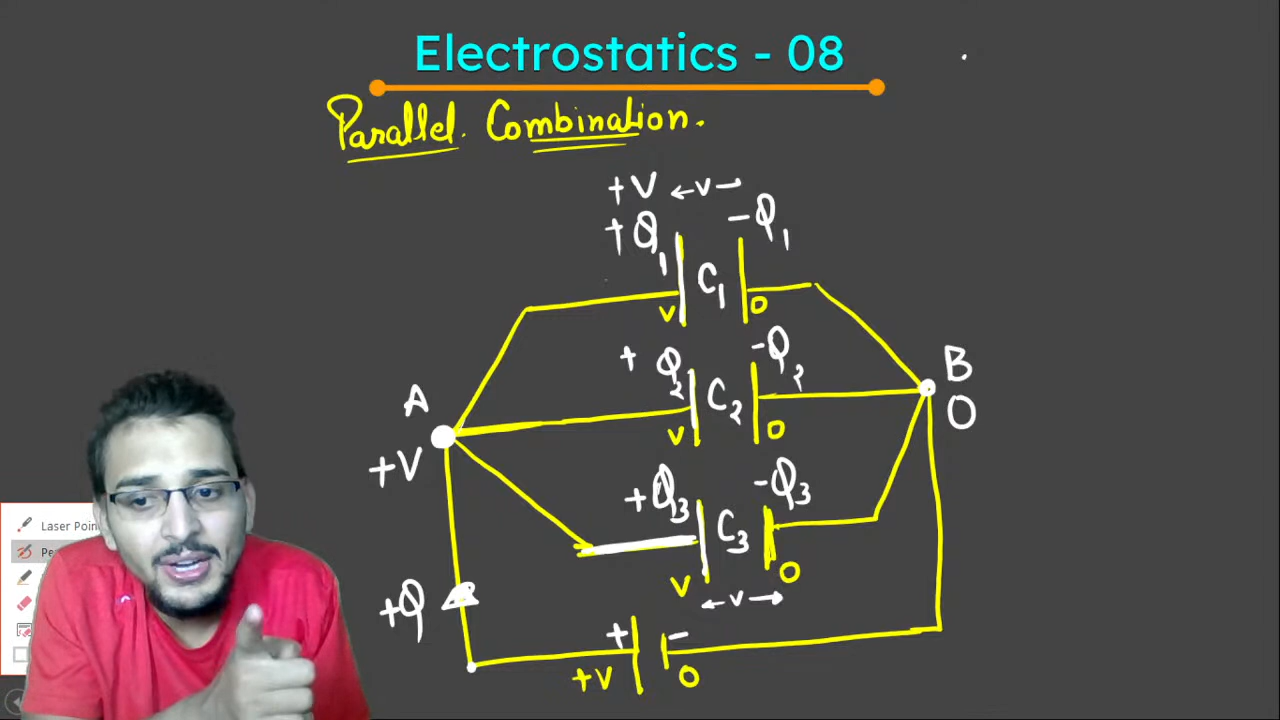 Electrostatics - 08
Parallel. Combination.
+V ←V−
+Q1 -Q1
C1
V 0
+Q2 -Q2
C2
V 0
A
+V
B
0
+Q3 -Q3
C3
V 0
←V→
+Q
+ -
+V 0
Laser Poin
Pe